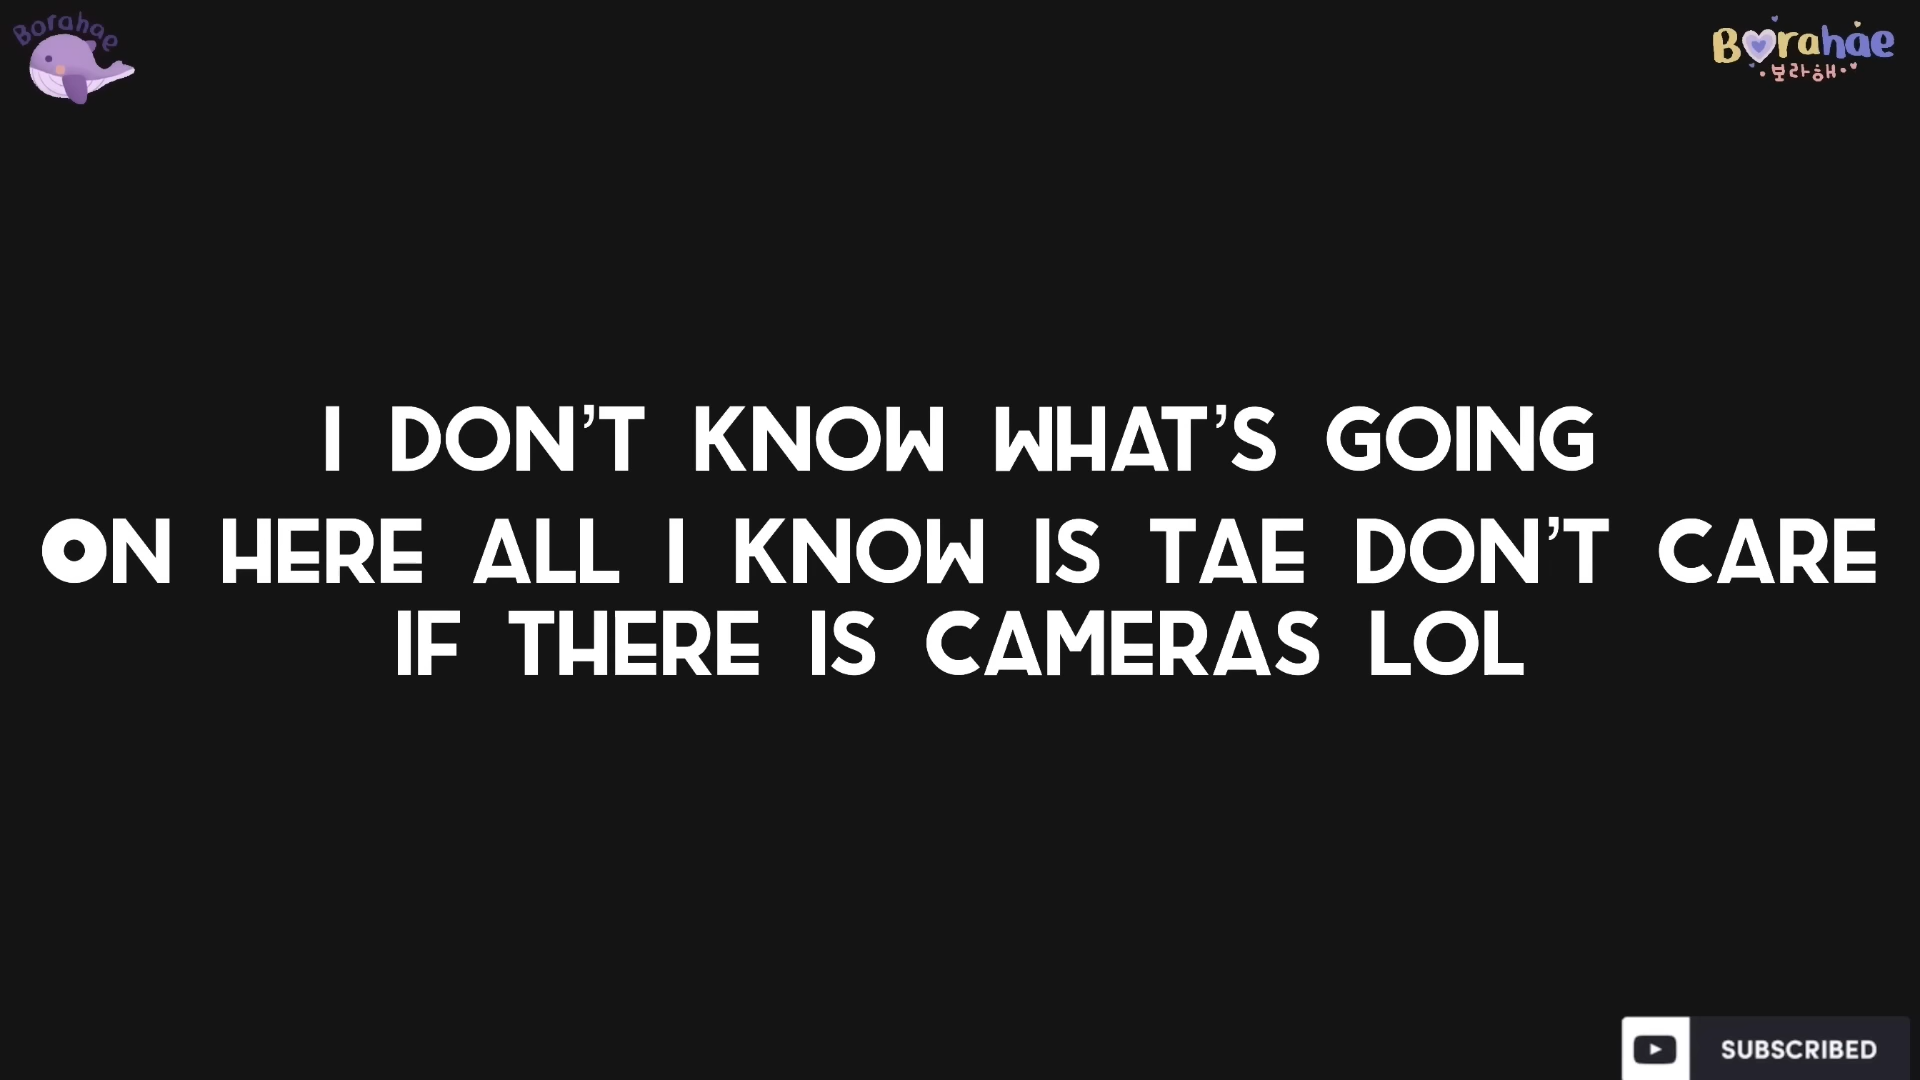 Borahae
Borahae
보라해
I DON'T KNOW WHAT'S GOING
ON HERE ALL I KNOW IS TAE DON'T CARE
IF THERE IS CAMERAS LOL
SUBSCRIBED